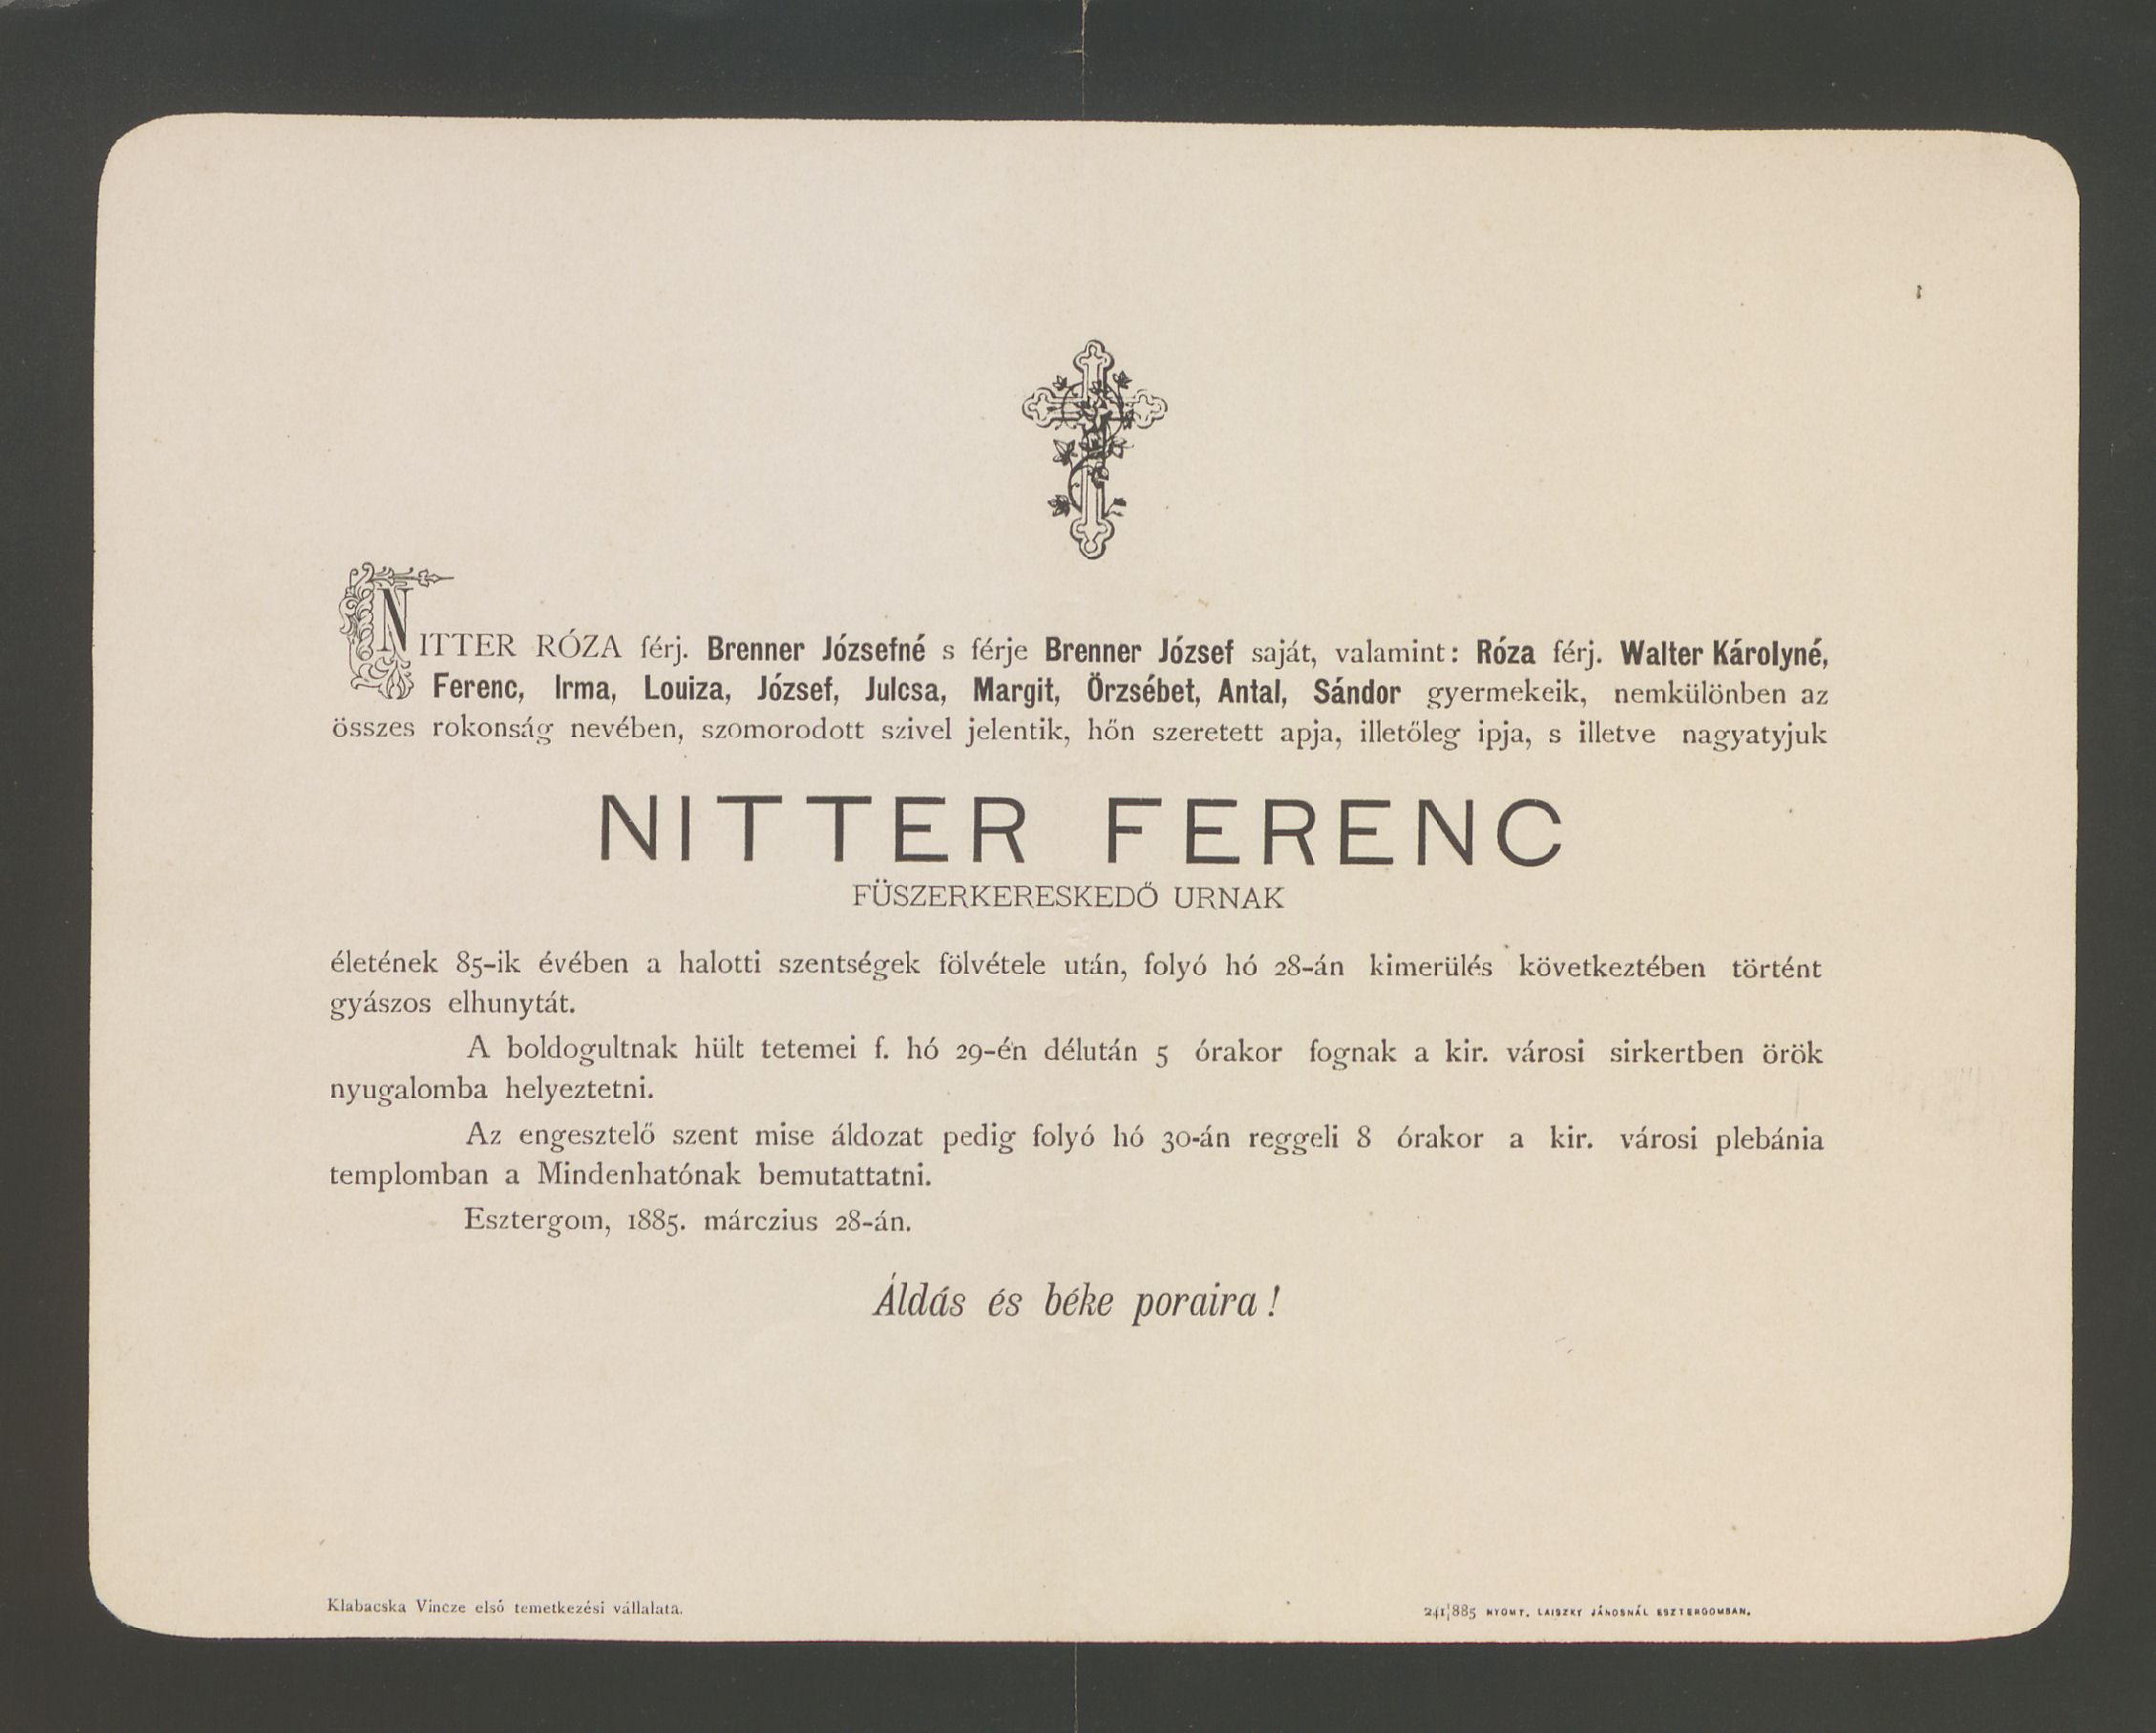 NITTER RÓZA férj. Brenner Józsefné s férje Brenner József saját, valamint: Róza férj. Walter Károlyné,
Ferenc, Irma, Louiza, József, Julcsa, Margit, Örzsébet, Antal, Sándor gyermekeik, nemkülönben az
összes rokonság nevében, szomorodott szivel jelentik, hőn szeretett apja, illetőleg ipja, s illetve nagyatyjuk
NITTER FERENC
FÜSZERKERESKEDŐ URNAK
életének 85-ik évében a halotti szentségek fölvétele után, folyó hó 28-án kimerülés következtében történt
gyászos elhunytát.
A boldogultnak hült tetemei f. hó 29-én délután 5 órakor fognak a kir. városi sirkertben örök
nyugalomba helyeztetni.
Az engesztelő szent mise áldozat pedig folyó hó 30-án reggeli 8 órakor a kir. városi plebánia
templomban a Mindenhatónak bemutattatni.
Esztergom, 1885. márczius 28-án.
Áldás és béke poraira!
Klabacska Vincze első temetkezési vállalata.
241|885 NYOMT. LAISZKY JÁNOSNÁL ESZTERGOMBAN.